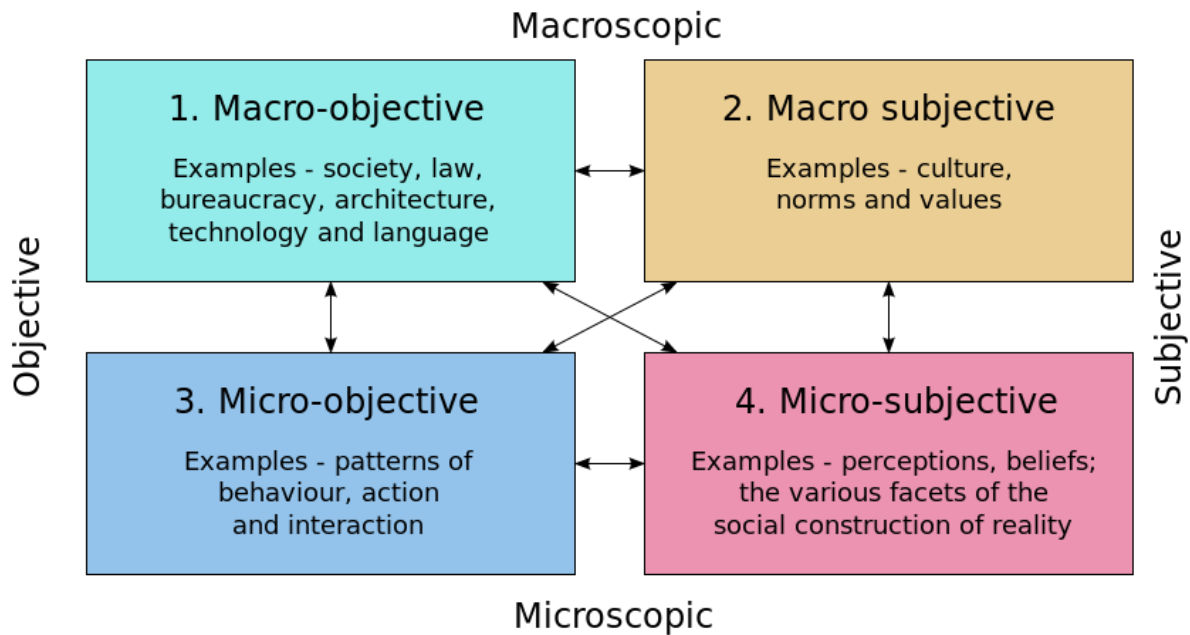 Macroscopic
1. Macro-objective
Examples - society, law,
bureaucracy, architecture,
technology and language
2. Macro subjective
Examples - culture,
norms and values
Objective
Subjective
3. Micro-objective
Examples - patterns of
behaviour, action
and interaction
4. Micro-subjective
Examples - perceptions, beliefs;
the various facets of the
social construction of reality
Microscopic